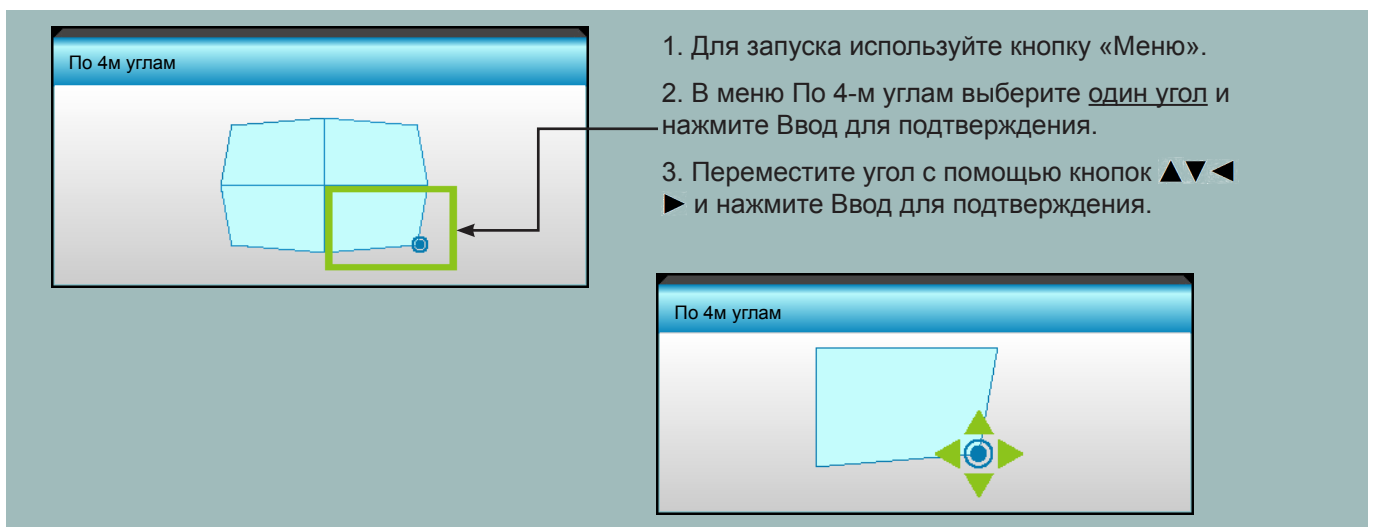 По 4м углам
1. Для запуска используйте кнопку «Меню».
2. В меню По 4-м углам выберите один угол и
нажмите Ввод для подтверждения.
3. Переместите угол с помощью кнопок ▲▼◄
► и нажмите Ввод для подтверждения.
По 4м углам